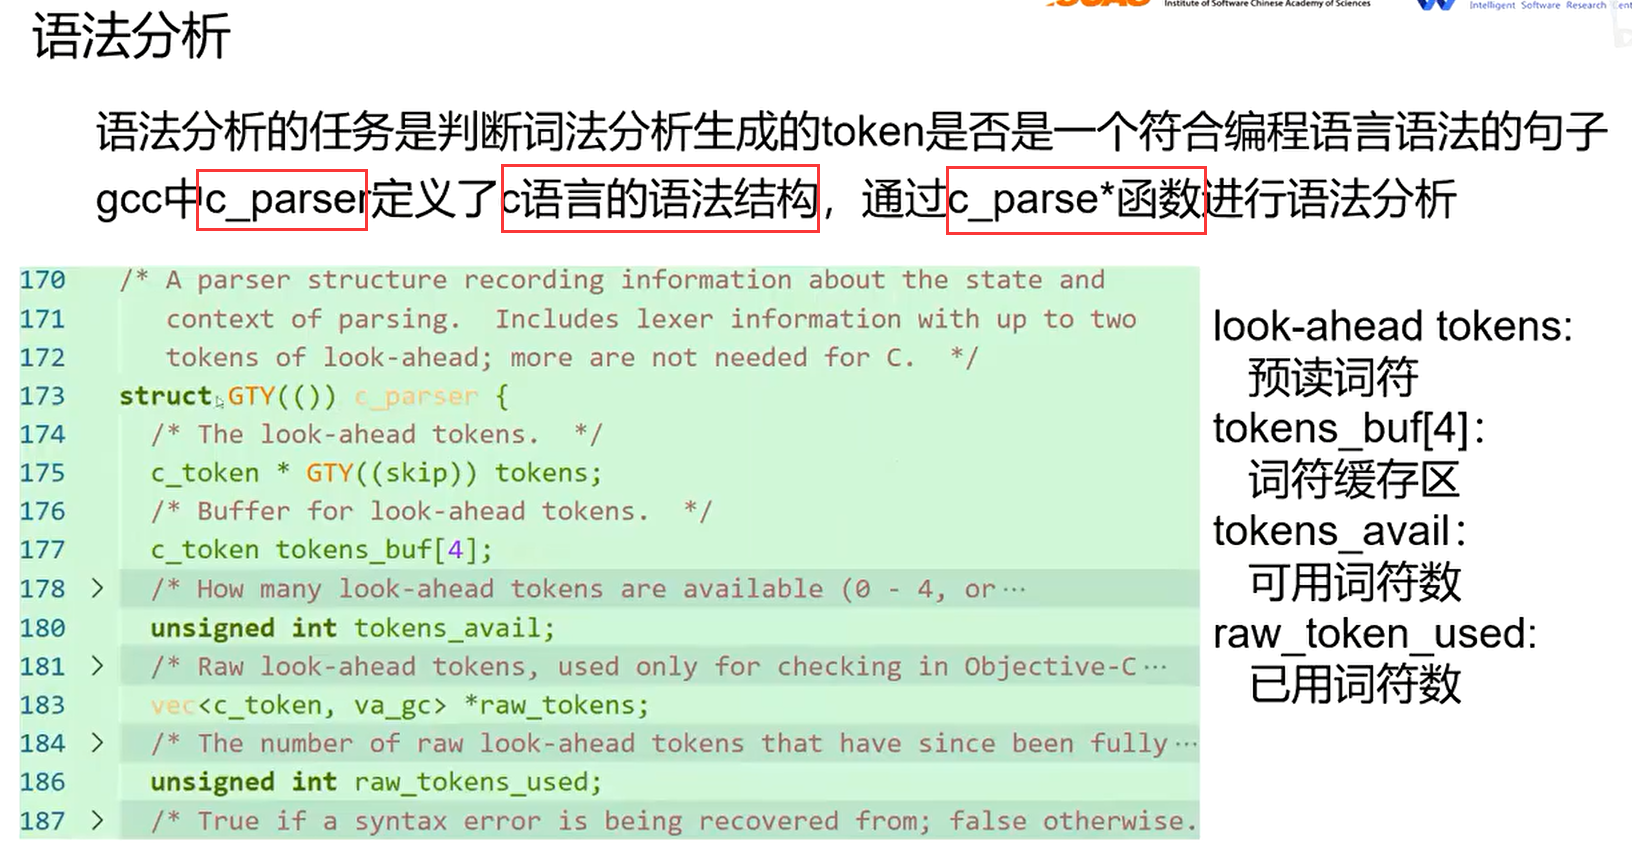 Institute of Software Chinese Academy of Sciences
Intelligent Software Research Cent
语法分析
语法分析的任务是判断词法分析生成的token是否是一个符合编程语言语法的句子
gcc中c_parser定义了c语言的语法结构，通过c_parse*函数进行语法分析
170 /* A parser structure recording information about the state and
171 context of parsing. Includes lexer information with up to two
172 tokens of look-ahead; more are not needed for C. */
173 struct GTY(()) c_parser {
174 /* The look-ahead tokens. */
175 c_token * GTY((skip)) tokens;
176 /* Buffer for look-ahead tokens. */
177 c_token tokens_buf[4];
178 > /* How many look-ahead tokens are available (0 - 4, or ···
180 unsigned int tokens_avail;
181 > /* Raw look-ahead tokens, used only for checking in Objective-C ···
183 vec<c_token, va_gc> *raw_tokens;
184 > /* The number of raw look-ahead tokens that have since been fully ···
186 unsigned int raw_tokens_used;
187 > /* True if a syntax error is being recovered from; false otherwise.
look-ahead tokens:
预读词符
tokens_buf[4]：
词符缓存区
tokens_avail：
可用词符数
raw_token_used:
已用词符数